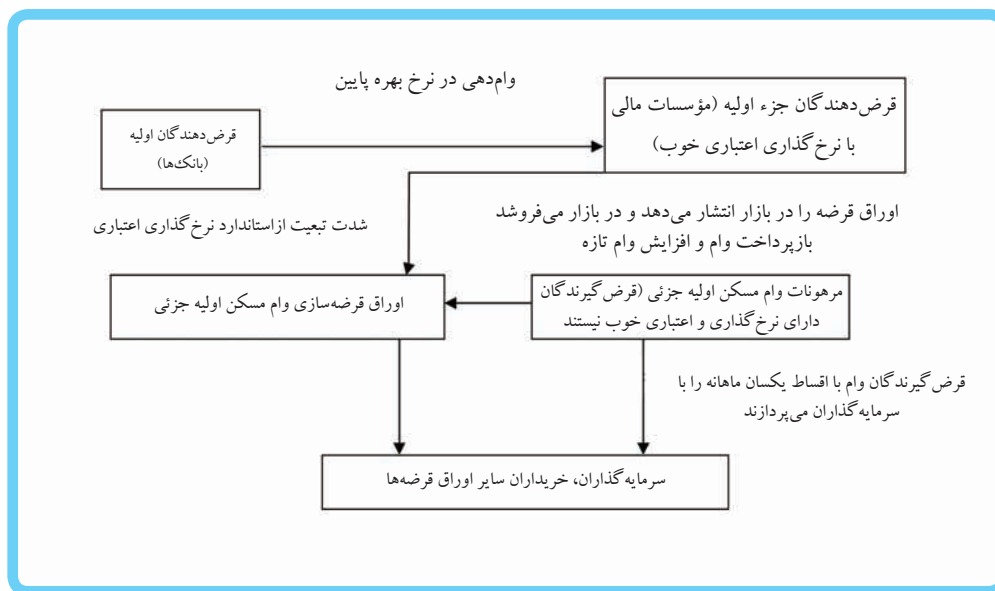 وام‌دهی در نرخ بهره پایین
قرض‌دهندگان جزء اولیه (مؤسسات مالی
با نرخ‌گذاری اعتباری خوب)
قرض‌دهندگان اولیه
(بانک‌ها)
اوراق قرضه را در بازار انتشار می‌دهد و در بازار می‌فروشد
بازپرداخت وام و افزایش وام تازه
شدت تبعیت ازاستاندارد نرخ‌گذاری اعتباری
مرهونات وام مسکن اولیه جزئی (قرض‌گیرندگان
دارای نرخ‌گذاری و اعتباری خوب نیستند
اوراق قرضه‌سازی وام مسکن اولیه جزئی
قرض‌گیرندگان وام با اقساط یکسان ماهانه را با
سرمایه‌گذاران می‌پردازند
سرمایه‌گذاران، خریداران سایر اوراق قرضه‌ها